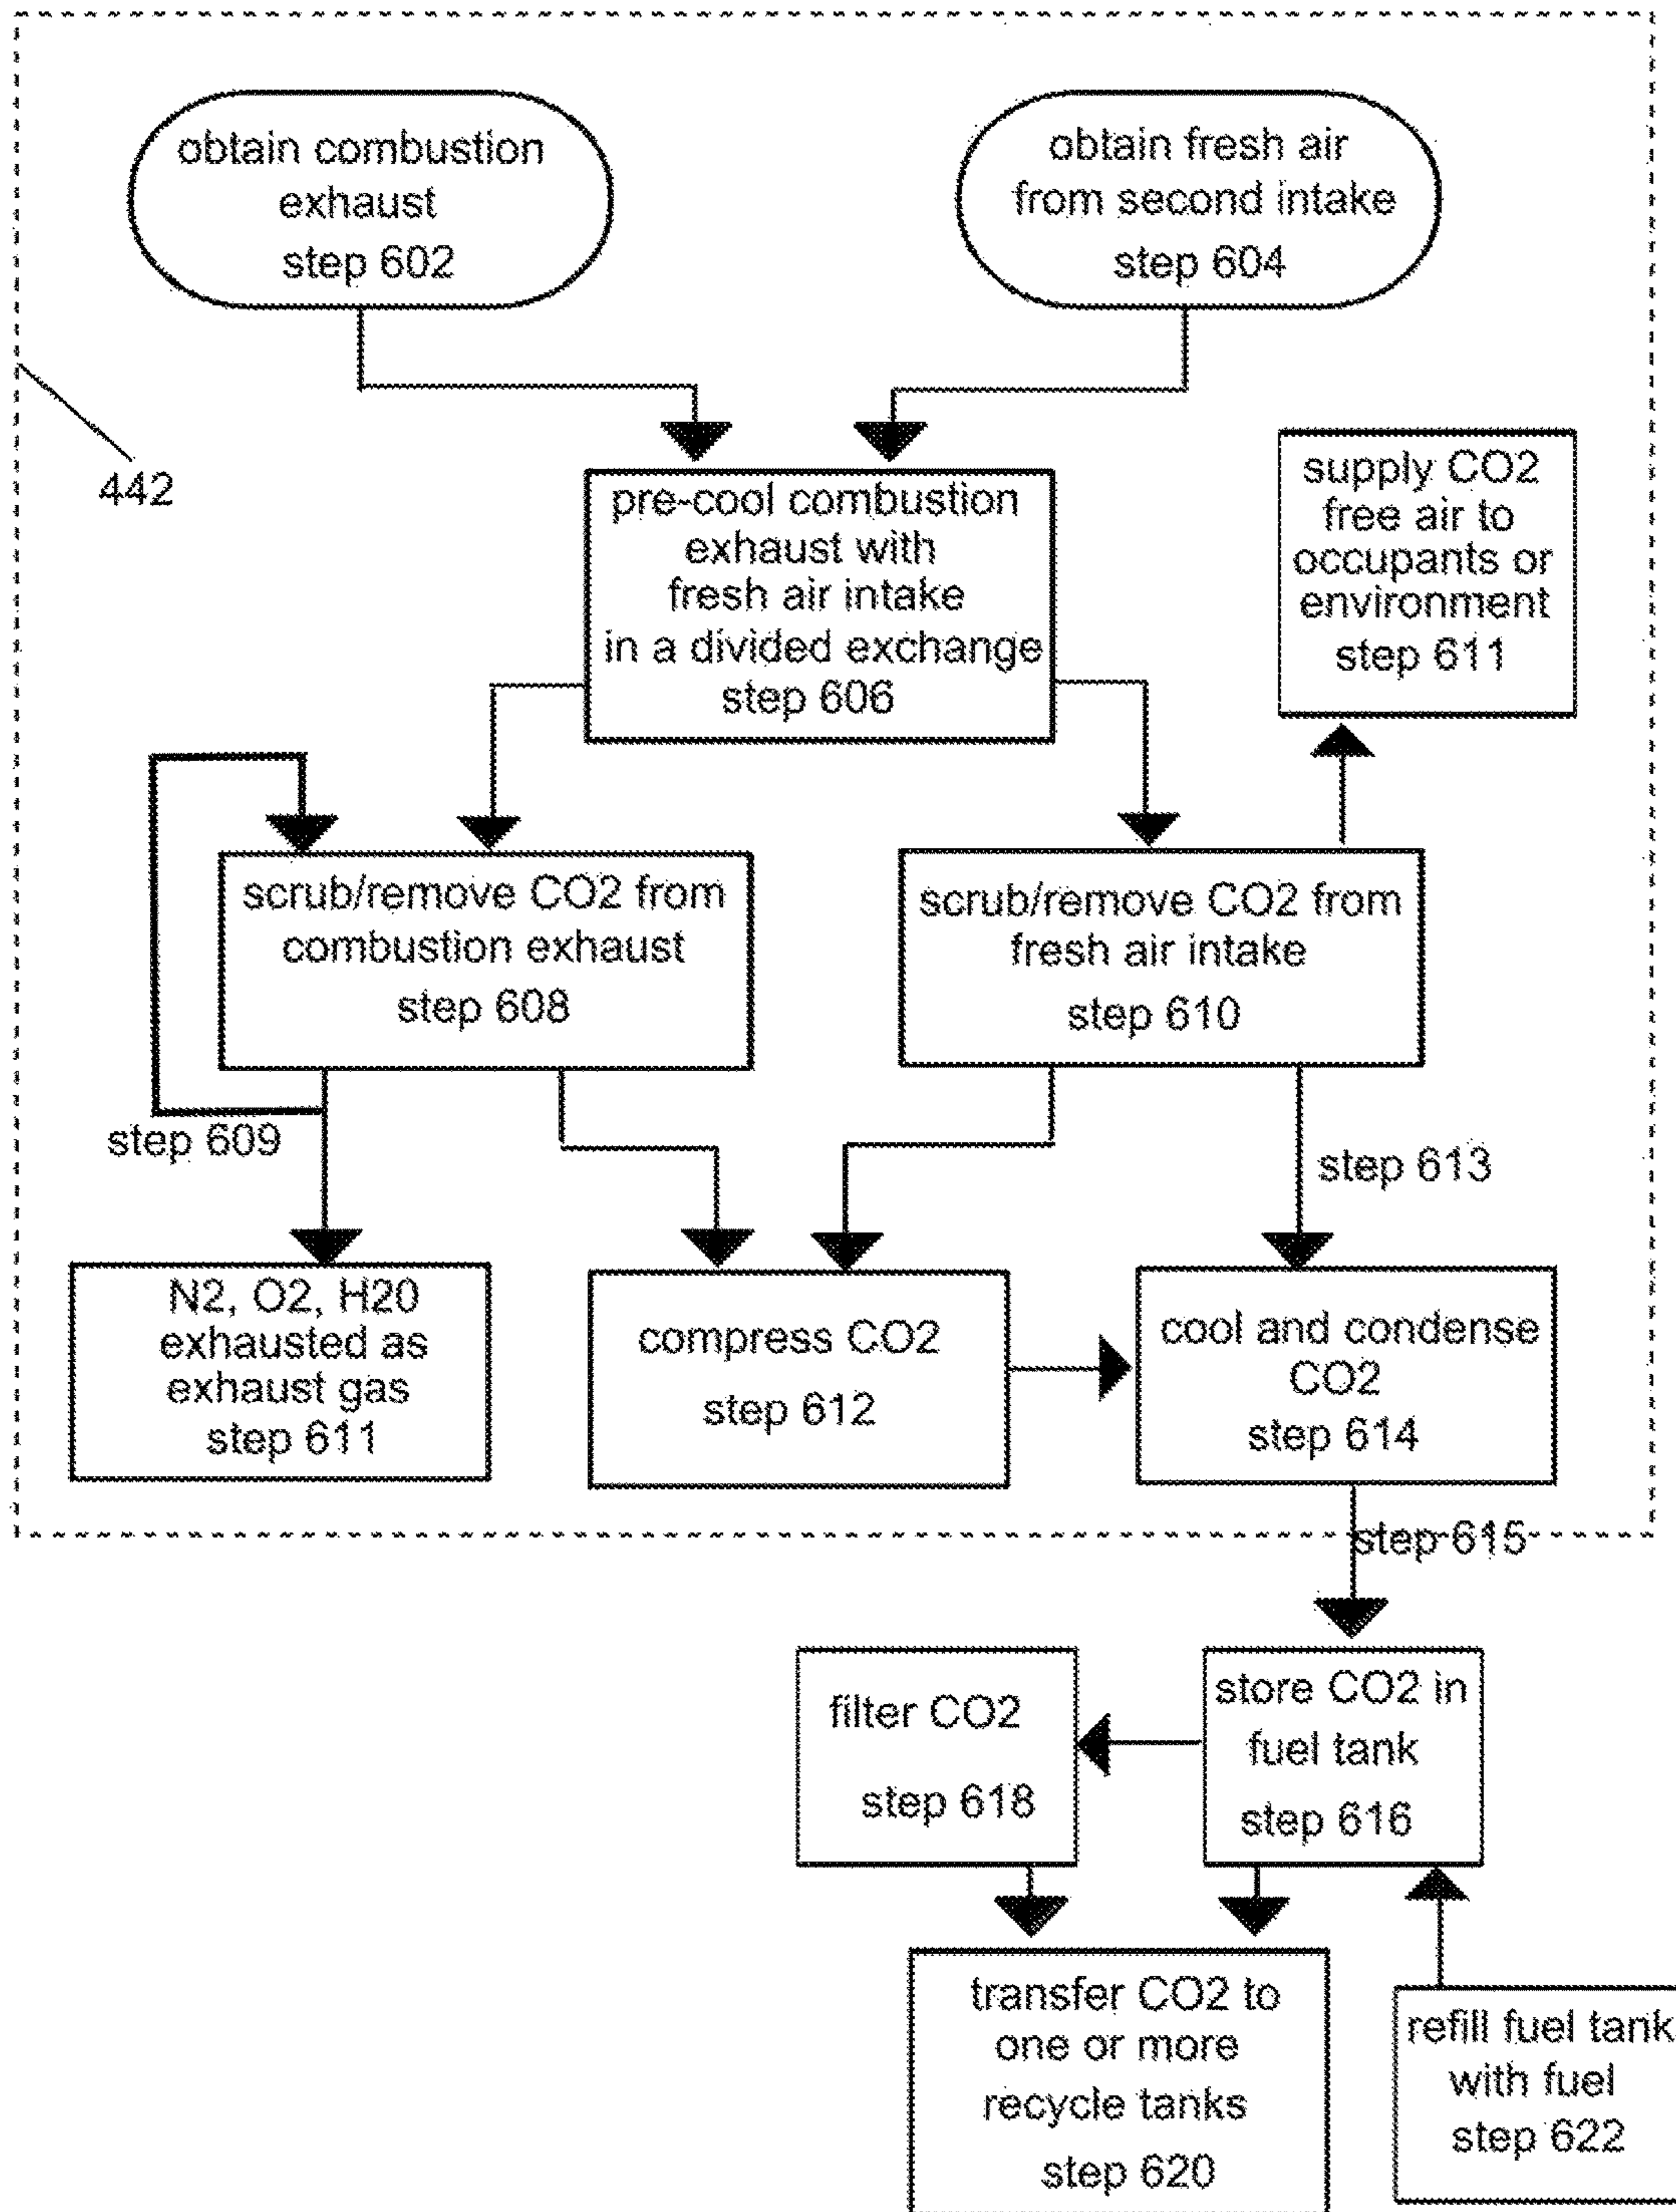 obtain combustion
exhaust
step 602
obtain fresh air
from second intake
step 604
442
pre-cool combustion
exhaust with
fresh air intake
in a divided exchange
step 606
supply CO2
free air to
occupants or
environment
step 611
scrub/remove CO2 from
combustion exhaust
step 608
scrub/remove CO2 from
fresh air intake
step 610
step 609
step 613
N2, O2, H20
exhausted as
exhaust gas
step 611
compress CO2
step 612
cool and condense
CO2
step 614
step 615
filter CO2
step 618
store CO2 in
fuel tank
step 616
transfer CO2 to
one or more
recycle tanks
step 620
refill fuel tank
with fuel
step 622